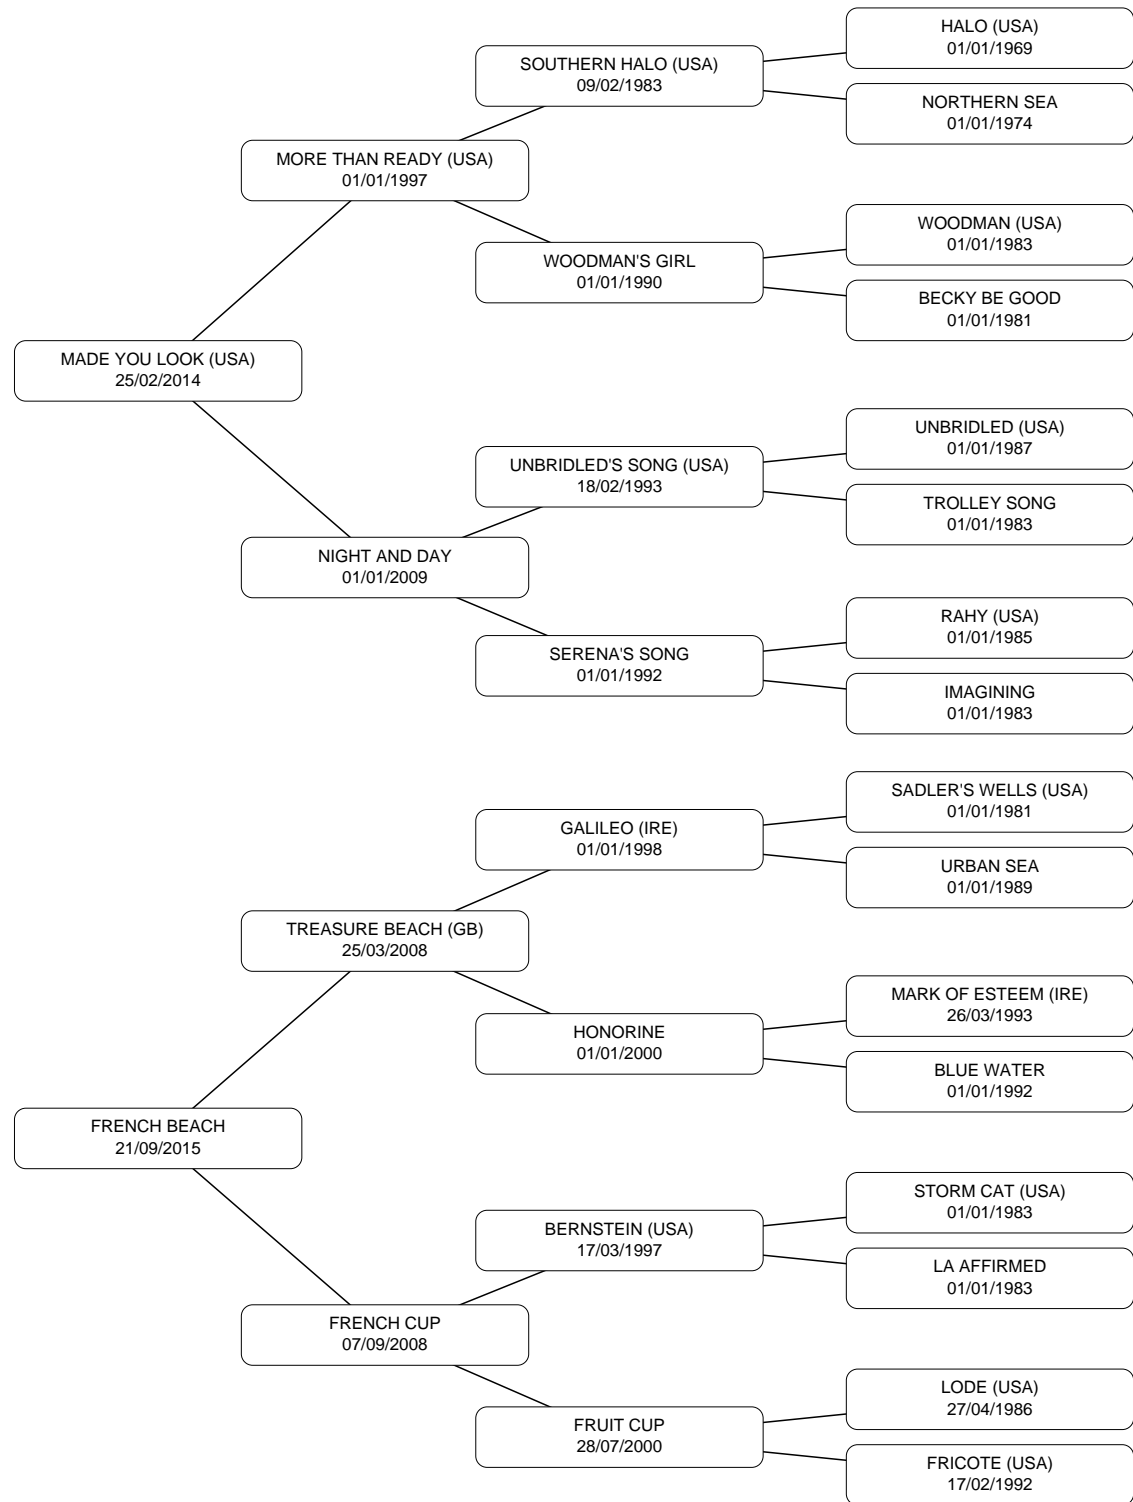 HALO (USA)
01/01/1969
SOUTHERN HALO (USA)
09/02/1983
NORTHERN SEA
01/01/1974
MORE THAN READY (USA)
01/01/1997
WOODMAN (USA)
01/01/1983
WOODMAN'S GIRL
01/01/1990
BECKY BE GOOD
01/01/1981
MADE YOU LOOK (USA)
25/02/2014
UNBRIDLED (USA)
01/01/1987
UNBRIDLED'S SONG (USA)
18/02/1993
TROLLEY SONG
01/01/1983
NIGHT AND DAY
01/01/2009
RAHY (USA)
01/01/1985
SERENA'S SONG
01/01/1992
IMAGINING
01/01/1983
SADLER'S WELLS (USA)
01/01/1981
GALILEO (IRE)
01/01/1998
URBAN SEA
01/01/1989
TREASURE BEACH (GB)
25/03/2008
MARK OF ESTEEM (IRE)
26/03/1993
HONORINE
01/01/2000
BLUE WATER
01/01/1992
FRENCH BEACH
21/09/2015
STORM CAT (USA)
01/01/1983
BERNSTEIN (USA)
17/03/1997
LA AFFIRMED
01/01/1983
FRENCH CUP
07/09/2008
LODE (USA)
27/04/1986
FRUIT CUP
28/07/2000
FRICOTE (USA)
17/02/1992